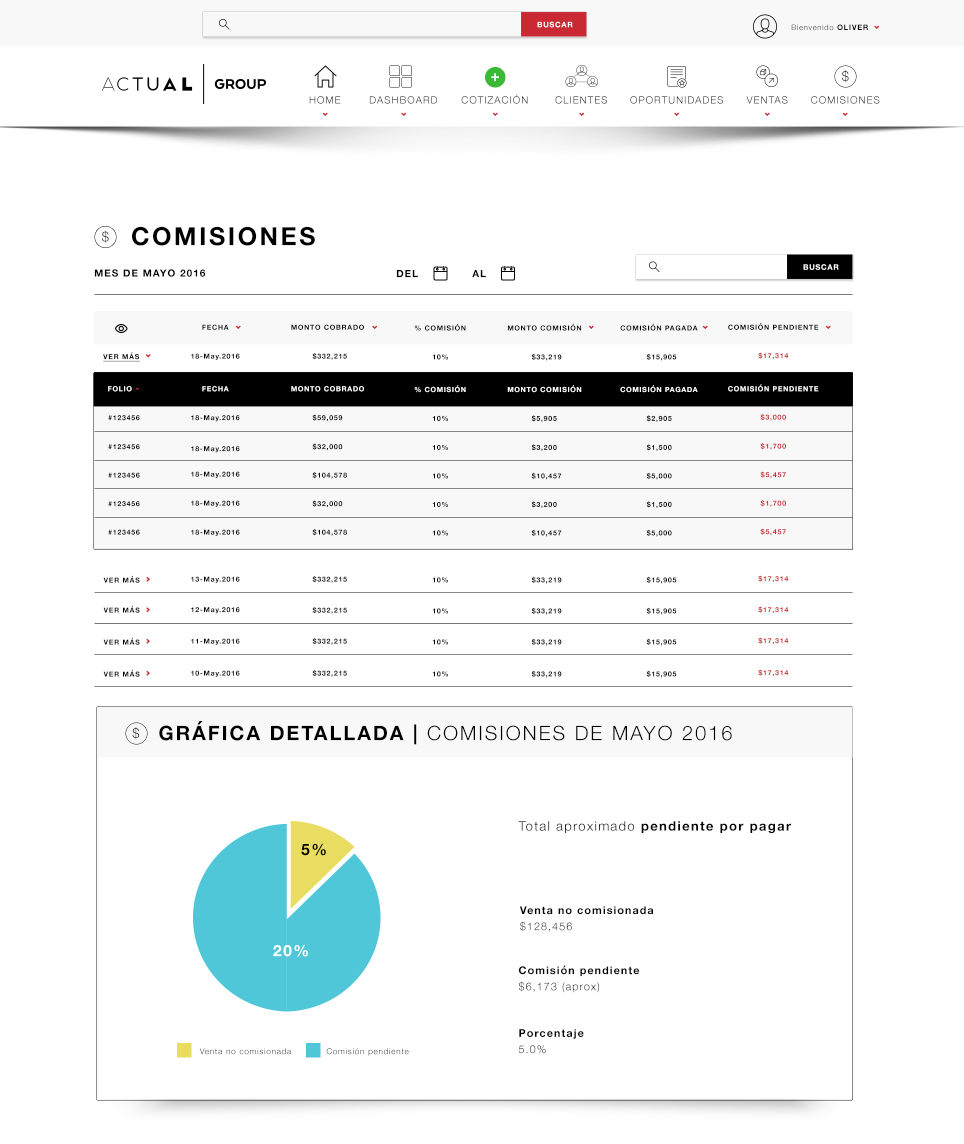 BUSCAR
Bienvenido OLIVER
ACTUAL GROUP
HOME DASHBOARD COTIZACIÓN CLIENTES OPORTUNIDADES VENTAS COMISIONES
$ COMISIONES
MES DE MAYO 2016 DEL AL BUSCAR
FECHA MONTO COBRADO % COMISIÓN MONTO COMISIÓN COMISIÓN PAGADA COMISIÓN PENDIENTE
VER MÁS 18-May.2016 $332,215 10% $33,219 $15,905 $17,314
FOLIO FECHA MONTO COBRADO % COMISIÓN MONTO COMISIÓN COMISIÓN PAGADA COMISIÓN PENDIENTE
#123456 18-May.2016 $59,059 10% $5,905 $2,905 $3,000
#123456 18-May.2016 $32,000 10% $3,200 $1,500 $1,700
#123456 18-May.2016 $104,578 10% $10,457 $5,000 $5,457
#123456 18-May.2016 $32,000 10% $3,200 $1,500 $1,700
#123456 18-May.2016 $104,578 10% $10,457 $5,000 $5,457
VER MÁS 13-May.2016 $332,215 10% $33,219 $15,905 $17,314
VER MÁS 12-May.2016 $332,215 10% $33,219 $15,905 $17,314
VER MÁS 11-May.2016 $332,215 10% $33,219 $15,905 $17,314
VER MÁS 10-May.2016 $332,215 10% $33,219 $15,905 $17,314
$ GRÁFICA DETALLADA | COMISIONES DE MAYO 2016
5%
20%
Venta no comisionada Comisión pendiente
Total aproximado pendiente por pagar
Venta no comisionada
$128,456
Comisión pendiente
$6,173 (aprox)
Porcentaje
5.0%